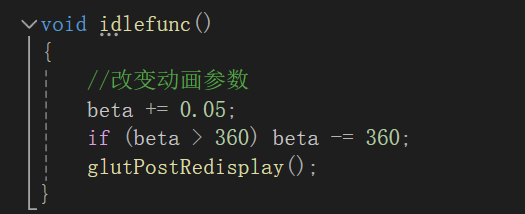 void idlefunc()
{
//改变动画参数
beta += 0.05;
if (beta > 360) beta -= 360;
glutPostRedisplay();
}